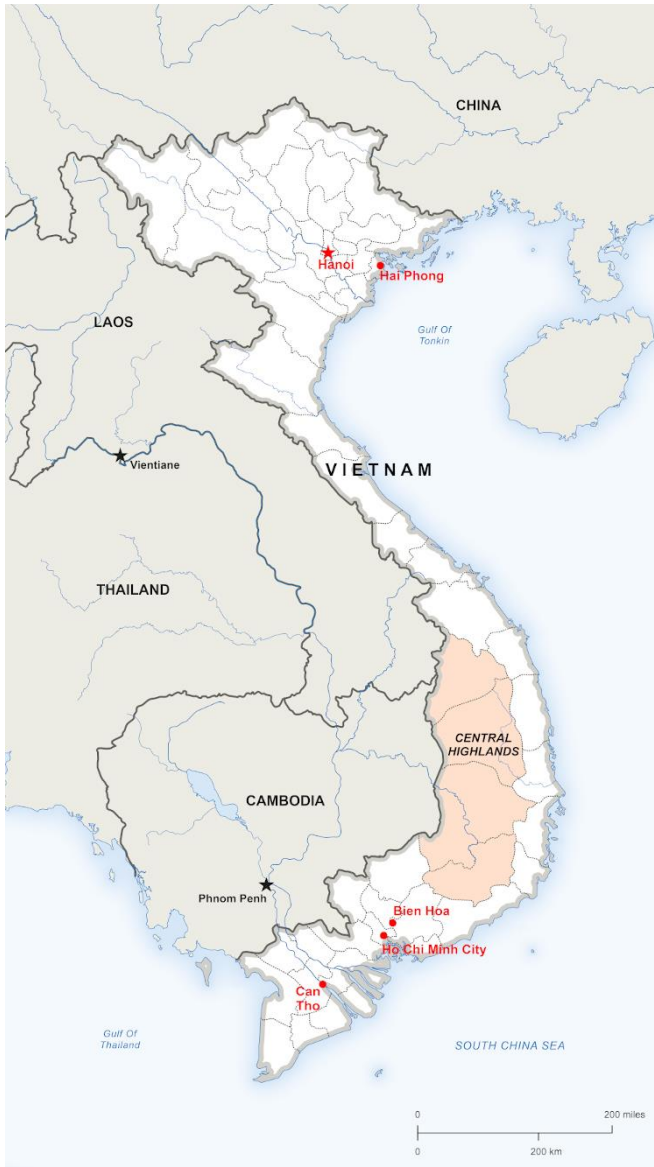 CHINA
Hanoi
Hai Phong
LAOS
Gulf Of
Tonkin
Vientiane
VIETNAM
THAILAND
CENTRAL
HIGHLANDS
CAMBODIA
Phnom Penh
Bien Hoa
Ho Chi Minh City
Can
Tho
Gulf Of
Thailand
SOUTH CHINA SEA
0 200 miles
0 200 km